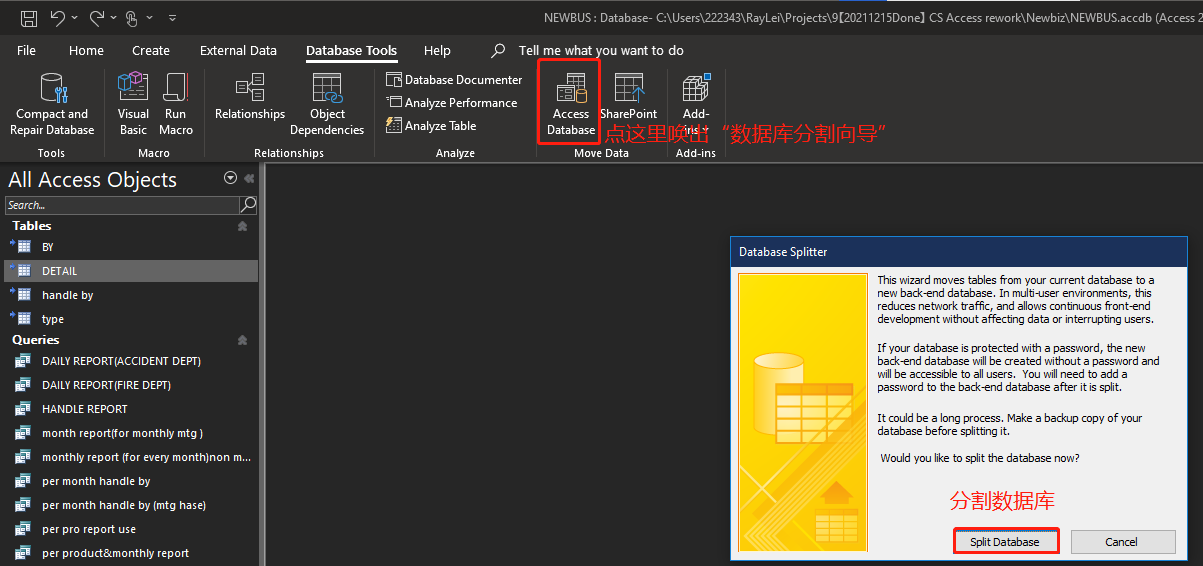 NEWBUS : Database- C:\Users\222343\RayLei\Projects\9【20211215Done】 CS Access rework\Newbiz\NEWBUS.accdb (Access 2
File Home Create External Data Database Tools Help Tell me what you want to do
Compact and Repair Database
Visual Basic
Run Macro
Relationships
Object Dependencies
Database Documenter
Analyze Performance
Analyze Table
Access Database
SharePoint
Add-
点这里唤出“数据库分割向导”
Tools Macro Relationships Analyze Move Data Add-ins
All Access Objects
Search...
Tables
BY
DETAIL
handle by
type
Queries
DAILY REPORT(ACCIDENT DEPT)
DAILY REPORT(FIRE DEPT)
HANDLE REPORT
month report(for monthly mtg )
monthly report (for every month)non m...
per month handle by
per month handle by (mtg hase)
per pro report use
per product&monthly report
Database Splitter
This wizard moves tables from your current database to a
new back-end database. In multi-user environments, this
reduces network traffic, and allows continuous front-end
development without affecting data or interrupting users.
If your database is protected with a password, the new
back-end database will be created without a password and
will be accessible to all users. You will need to add a
password to the back-end database after it is split.
It could be a long process. Make a backup copy of your
database before splitting it.
Would you like to split the database now?
分割数据库
Split Database Cancel